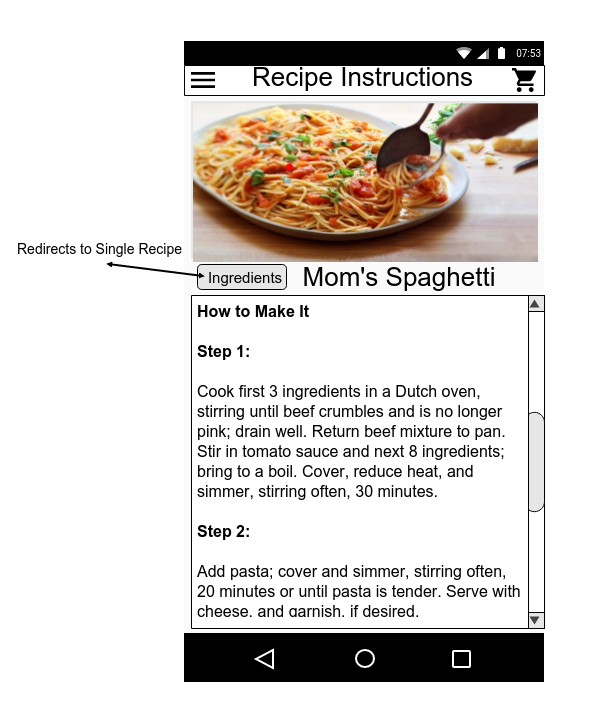 07:53
Recipe Instructions
Redirects to Single Recipe
Ingredients
Mom's Spaghetti
How to Make It
Step 1:
Cook first 3 ingredients in a Dutch oven,
stirring until beef crumbles and is no longer
pink; drain well. Return beef mixture to pan.
Stir in tomato sauce and next 8 ingredients;
bring to a boil. Cover, reduce heat, and
simmer, stirring often, 30 minutes.
Step 2:
Add pasta; cover and simmer, stirring often,
20 minutes or until pasta is tender. Serve with
cheese, and garnish, if desired.